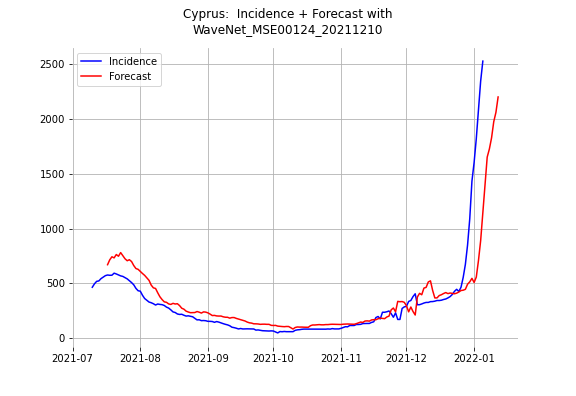 Cyprus:  Incidence + Forecast with
WaveNet_MSE00124_20211210
Incidence
Forecast
2500
2000
1500
1000
500
0
2021-07 2021-08 2021-09 2021-10 2021-11 2021-12 2022-01